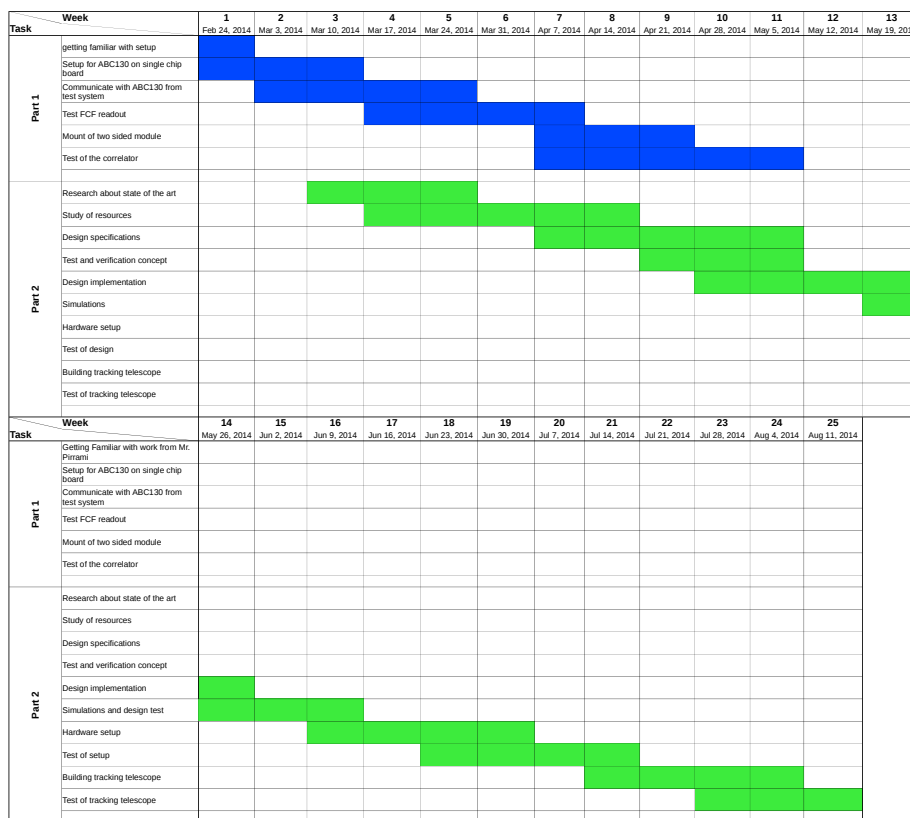 Week 1 2 3 4 5 6 7 8 9 10 11 12 13
Task Feb 24, 2014 Mar 3, 2014 Mar 10, 2014 Mar 17, 2014 Mar 24, 2014 Mar 31, 2014 Apr 7, 2014 Apr 14, 2014 Apr 21, 2014 Apr 28, 2014 May 5, 2014 May 12, 2014 May 19, 201
Part 1
getting familiar with setup
Setup for ABC130 on single chip
board
Communicate with ABC130 from
test system
Test FCF readout
Mount of two sided module
Test of the correlator
Part 2
Research about state of the art
Study of resources
Design specifications
Test and verification concept
Design implementation
Simulations
Hardware setup
Test of design
Building tracking telescope
Test of tracking telescope
Week 14 15 16 17 18 19 20 21 22 23 24 25
Task May 26, 2014 Jun 2, 2014 Jun 9, 2014 Jun 16, 2014 Jun 23, 2014 Jun 30, 2014 Jul 7, 2014 Jul 14, 2014 Jul 21, 2014 Jul 28, 2014 Aug 4, 2014 Aug 11, 2014
Part 1
Getting Familiar with work from Mr.
Pirrami
Setup for ABC130 on single chip
board
Communicate with ABC130 from
test system
Test FCF readout
Mount of two sided module
Test of the correlator
Part 2
Research about state of the art
Study of resources
Design specifications
Test and verification concept
Design implementation
Simulations and design test
Hardware setup
Test of setup
Building tracking telescope
Test of tracking telescope